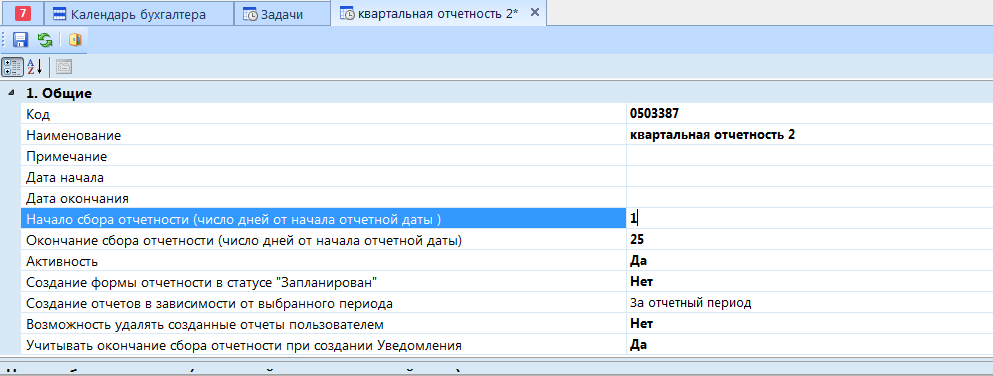 7 Календарь бухгалтера Задачи квартальная отчетность 2*
1. Общие
Код 0503387
Наименование квартальная отчетность 2
Примечание
Дата начала
Дата окончания
Начало сбора отчетности (число дней от начала отчетной даты ) 1
Окончание сбора отчетности (число дней от начала отчетной даты) 25
Активность Да
Создание формы отчетности в статусе "Запланирован" Нет
Создание отчетов в зависимости от выбранного периода За отчетный период
Возможность удалять созданные отчеты пользователем Нет
Учитывать окончание сбора отчетности при создании Уведомления Да